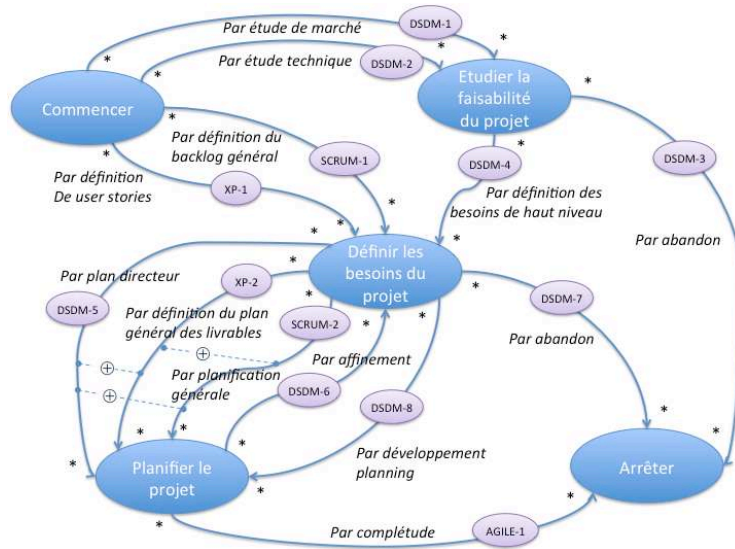 DSDM-1
Par étude de marché
*
*
DSDM-2
*
*
Par étude technique
Etudier la
faisabilité
du projet
*
Commencer
*
*
*
Par définition du
backlog général
SCRUM-1
DSDM-4
DSDM-3
Par définition
De user stories
XP-1
Par définition des
besoins de haut niveau
*
*
*
Par abandon
*
*
Définir les
besoins du
projet
Par plan directeur
XP-2
*
*
DSDM-5
DSDM-7
Par définition du plan
général des livrables
*
SCRUM-2
*
*
Par abandon
Par affinement
Par planification
générale
DSDM-6
DSDM-8
*
*
*
*
*
Par développement
planning
*
*
Planifier le
projet
*
Arrêter
*
*
Par complétude
AGILE-1